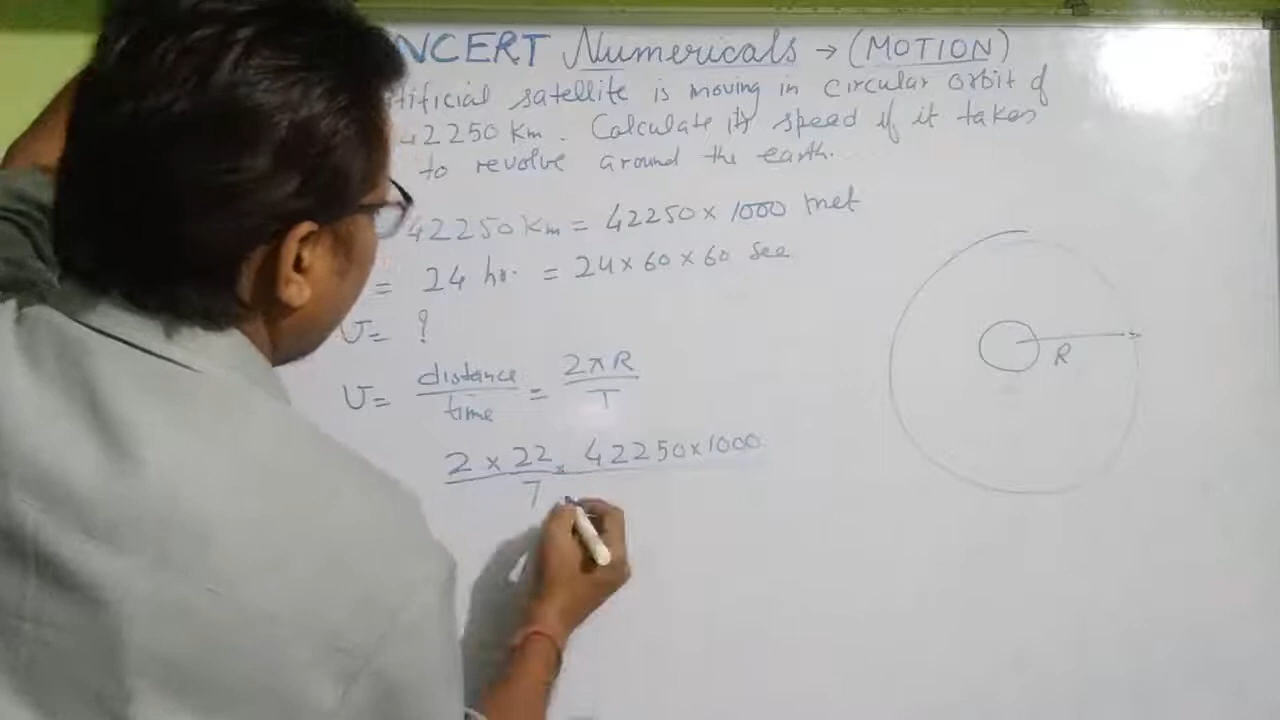 NCERT Numericals → (MOTION)
tificial satellite is moving in circular orbit of
42250 Km. Calculate its speed if it takes
to revolve around the earth.
42250 Km = 42250 × 1000 met
= 24 hr. = 24 × 60 × 60 sec
U = ?
U = distance / time = 2πR / T
2 × 22 × 42250 × 1000
7
R